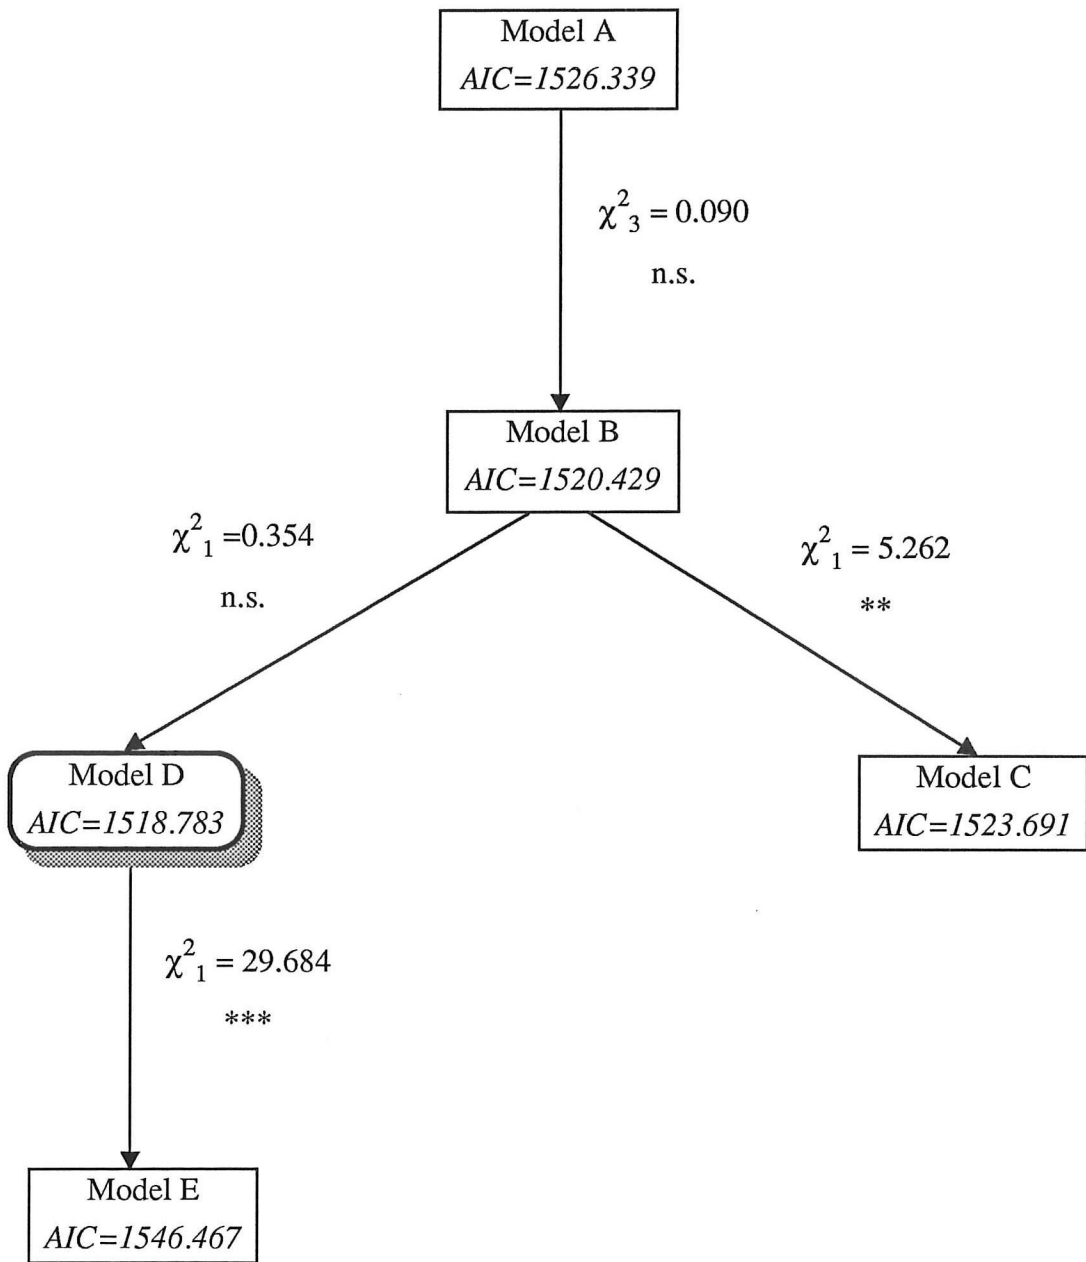 Model A
AIC=1526.339
χ²₃ = 0.090
n.s.
Model B
AIC=1520.429
χ²₁ =0.354
n.s.
χ²₁ = 5.262
**
Model D
AIC=1518.783
Model C
AIC=1523.691
χ²₁ = 29.684
***
Model E
AIC=1546.467